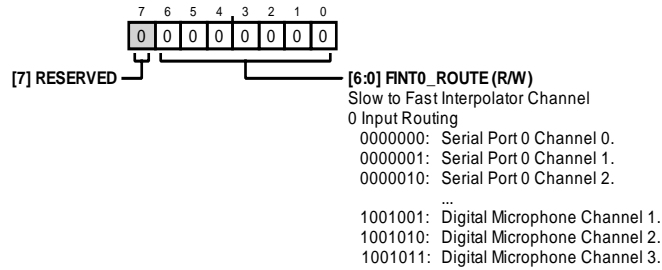 7 6 5 4 3 2 1 0
0 0 0 0 0 0 0 0
[7] RESERVED
[6:0] FINT0_ROUTE (R/W)
Slow to Fast Interpolator Channel
0 Input Routing
0000000: Serial Port 0 Channel 0.
0000001: Serial Port 0 Channel 1.
0000010: Serial Port 0 Channel 2.
...
1001001: Digital Microphone Channel 1.
1001010: Digital Microphone Channel 2.
1001011: Digital Microphone Channel 3.